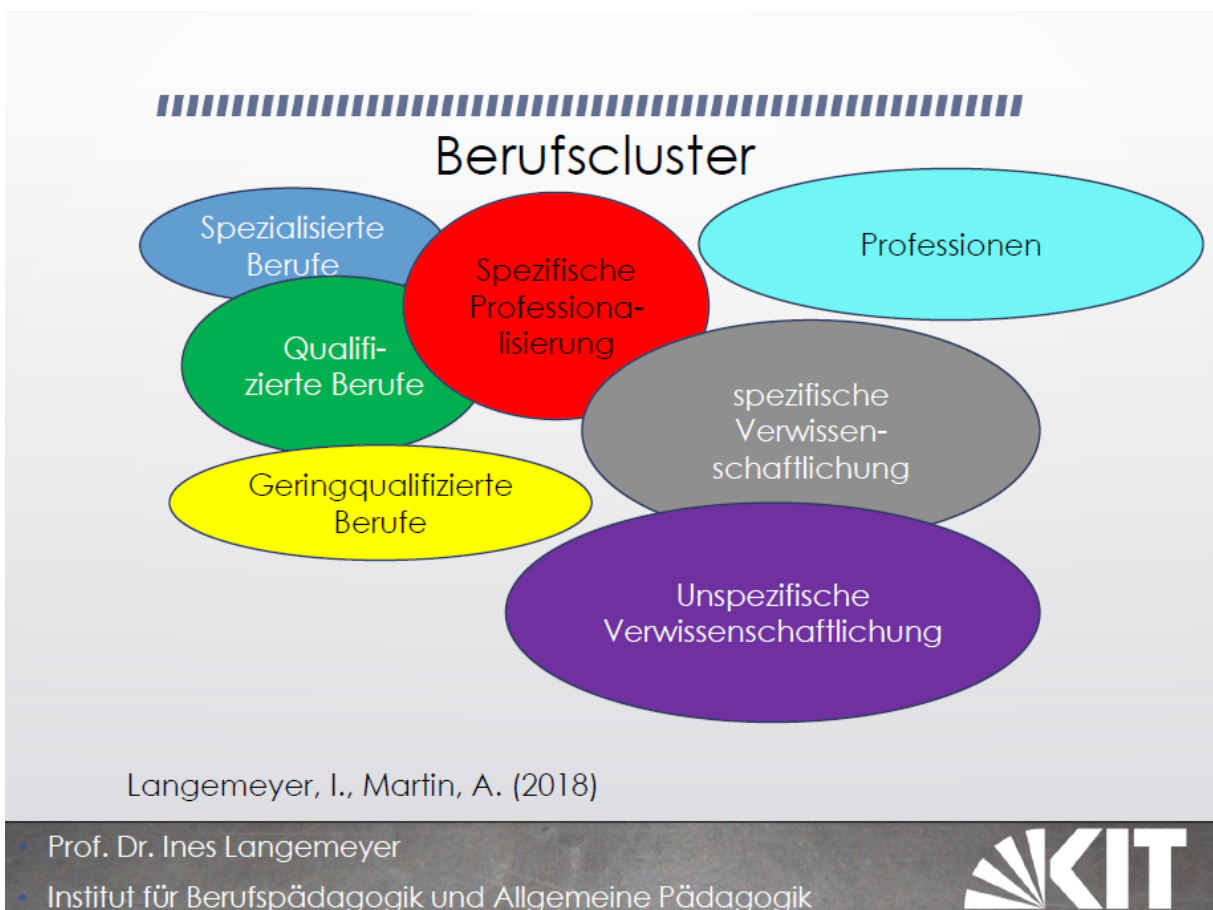 Berufscluster
Spezialisierte
Berufe
Spezifische
Professiona-
lisierung
Professionen
Qualifi-
zierte Berufe
spezifische
Verwissen-
schaftlichung
Geringqualifizierte
Berufe
Unspezifische
Verwissenschaftlichung
Langemeyer, I., Martin, A. (2018)
• Prof. Dr. Ines Langemeyer
• Institut für Berufspädagogik und Allgemeine Pädagogik
KIT